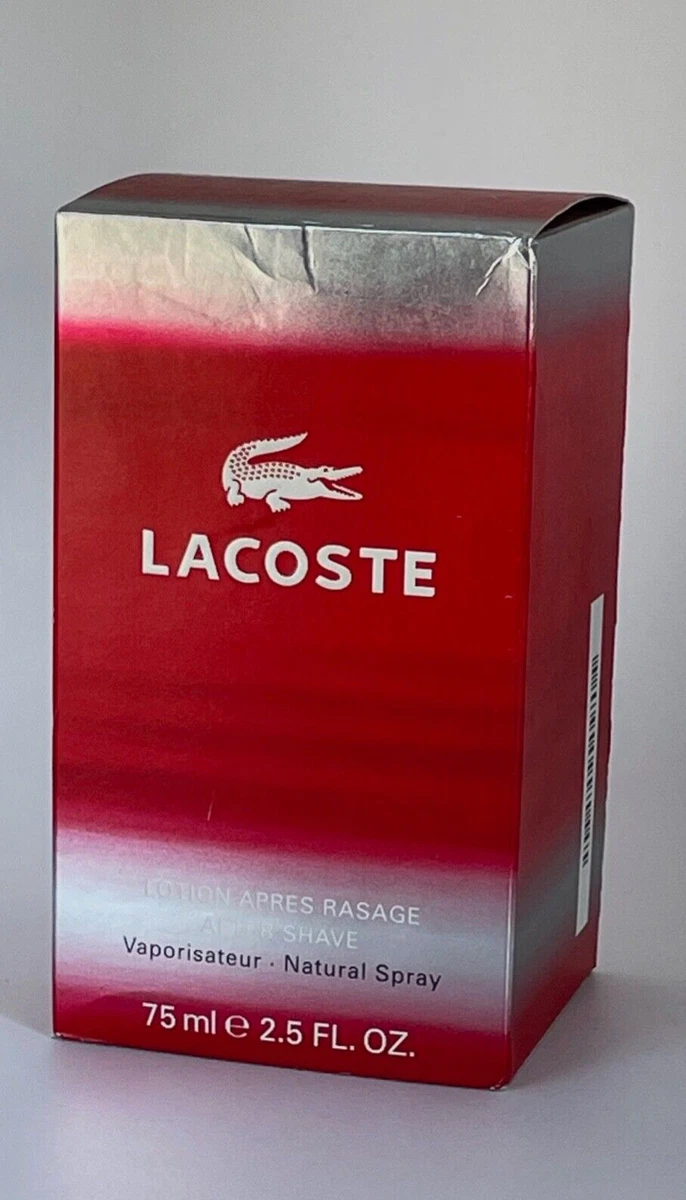 LACOSTE
LOTION APRES RASAGE
AFTER SHAVE
Vaporisateur · Natural Spray
75 ml ℮ 2.5 FL. OZ.